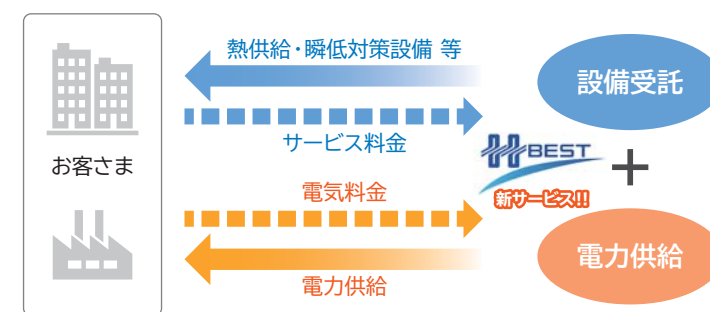 熱供給・瞬低対策設備 等
設備受託
サービス料金
お客さま
BEST
+
新サービス!!
電気料金
電力供給
電力供給